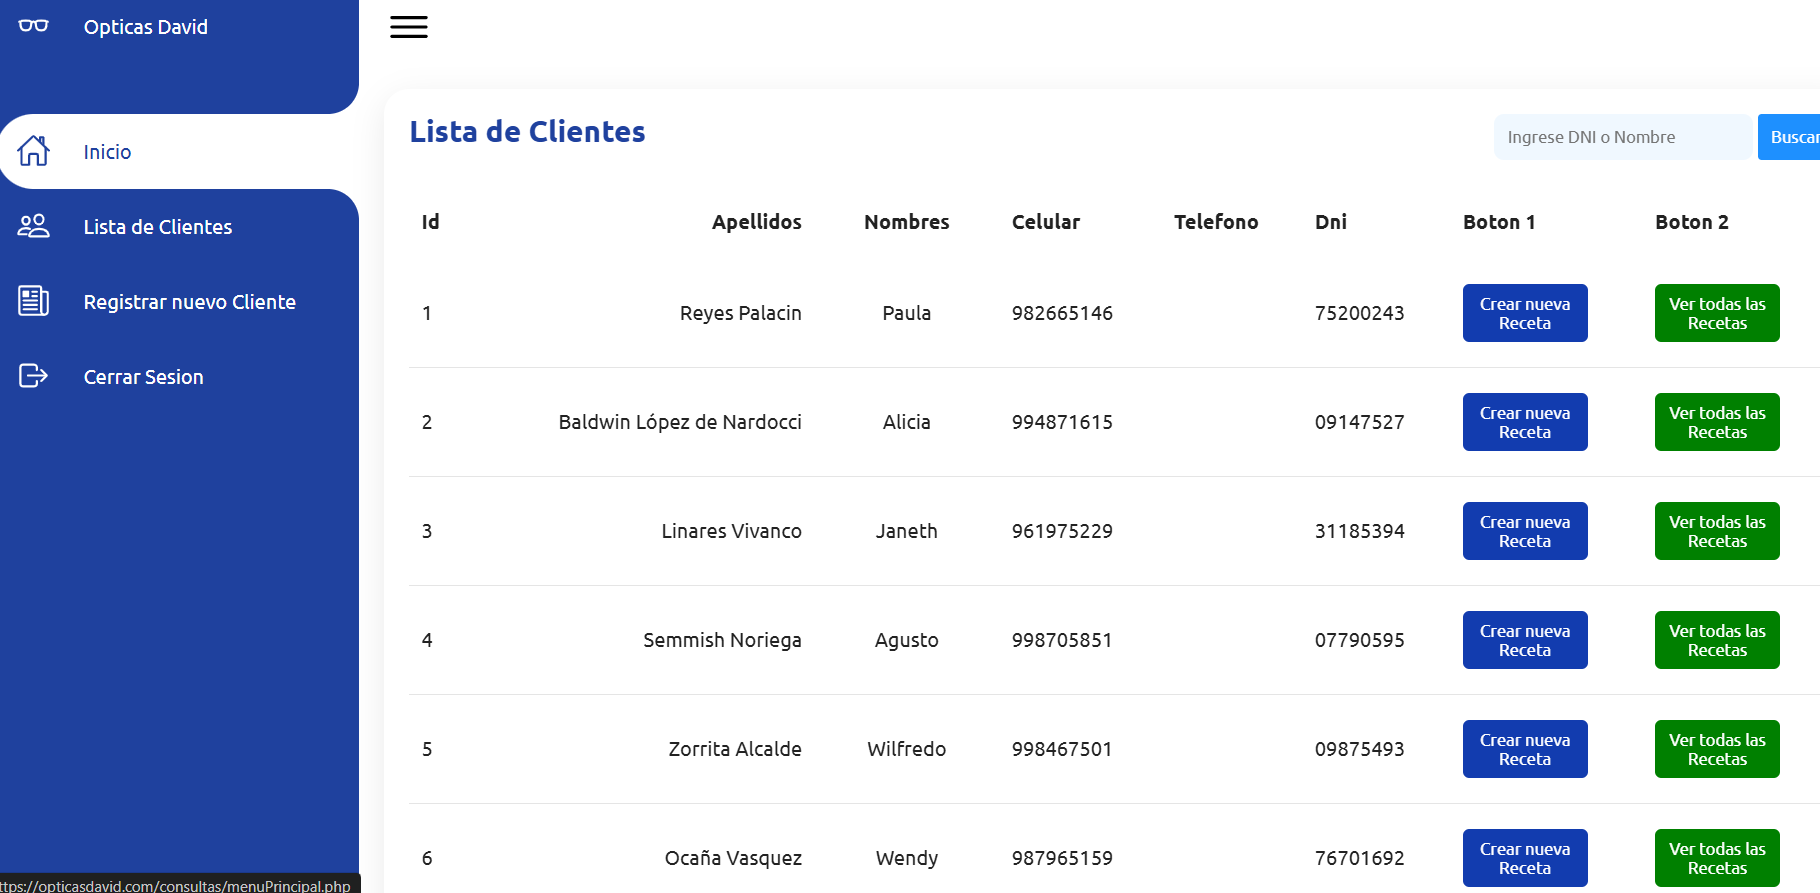 Opticas David
Inicio
Lista de Clientes
Registrar nuevo Cliente
Cerrar Sesion
Lista de Clientes
Ingrese DNI o Nombre Buscar
Id Apellidos Nombres Celular Telefono Dni Boton 1 Boton 2
1 Reyes Palacin Paula 982665146 75200243 Crear nueva Receta Ver todas las Recetas
2 Baldwin López de Nardocci Alicia 994871615 09147527 Crear nueva Receta Ver todas las Recetas
3 Linares Vivanco Janeth 961975229 31185394 Crear nueva Receta Ver todas las Recetas
4 Semmish Noriega Agusto 998705851 07790595 Crear nueva Receta Ver todas las Recetas
5 Zorrita Alcalde Wilfredo 998467501 09875493 Crear nueva Receta Ver todas las Recetas
6 Ocaña Vasquez Wendy 987965159 76701692 Crear nueva Receta Ver todas las Recetas
ttps://opticasdavid.com/consultas/menuPrincipal.php